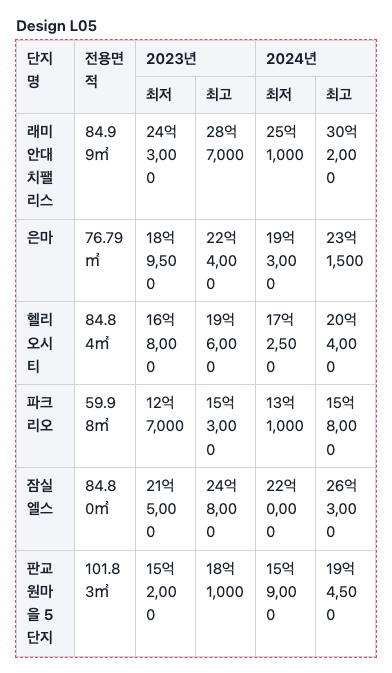 Design L05
단지
명
전용면
적
2023년
2024년
최저
최고
최저
최고
래미
안대
치팰
리스
84.9
9㎡
24억
3,00
0
28억
7,000
25억
1,000
30억
2,00
0
은마
76.79
㎡
18억
9,50
0
22억
4,00
0
19억
3,00
0
23억
1,500
헬리
오시
티
84.8
4㎡
16억
8,00
0
19억
6,00
0
17억
2,50
0
20억
4,00
0
파크
리오
59.9
8㎡
12억
7,000
15억
3,00
0
13억
1,000
15억
8,00
0
잠실
엘스
84.8
0㎡
21억
5,00
0
24억
8,00
0
22억
0,00
0
26억
3,00
0
판교
원마
을 5
단지
101.8
3㎡
15억
2,00
0
18억
1,000
15억
9,00
0
19억
4,50
0